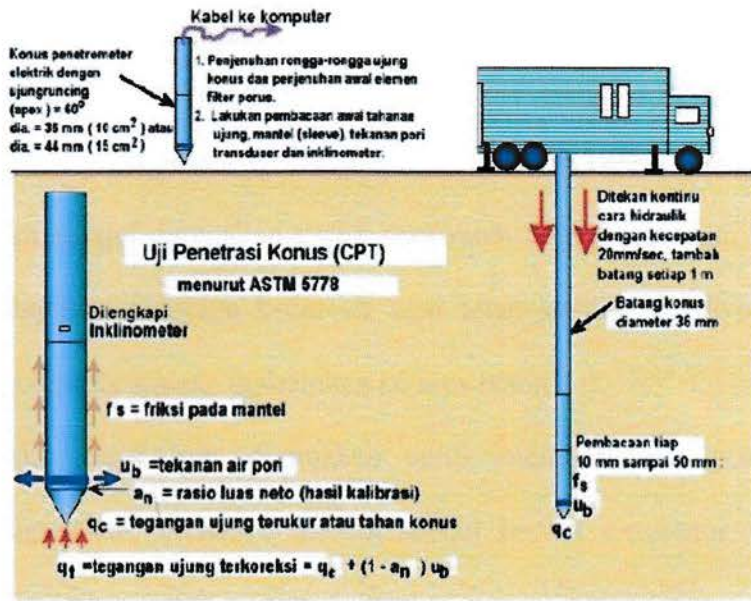 Kabel ke komputer
Konus penetrometer
elektrik dengan
ujungruncing
(apex) = 60°
dia. = 36 mm ( 10 cm² ) atau
dia. = 44 mm ( 15 cm² )
1. Penjenuhan rongga-rongga ujung
konus dan penjenuhan awal elemen
filter porus.
2. Lakukan pembacaan awal tahanan
ujung, mantel (sleeve), tekanan pori
transduser dan inklinometer.
Uji Penetrasi Konus (CPT)
menurut ASTM 5778
Dilengkapi
Inklinometer
f s = friksi pada mantel
u_b =tekanan air pori
a_n = rasio luas neto (hasil kalibrasi)
q_c = tegangan ujung terukur atau tahan konus
q_t =tegangan ujung terkoreksi = q_c + (1 - a_n ) u_b
Ditekan kontinu
cara hidraulik
dengan kecepatan
20mm/sec, tambah
batang setiap 1 m
Batang konus
diameter 36 mm
Pembacaan tiap
10 mm sampai 50 mm
f_s
u_b
q_c